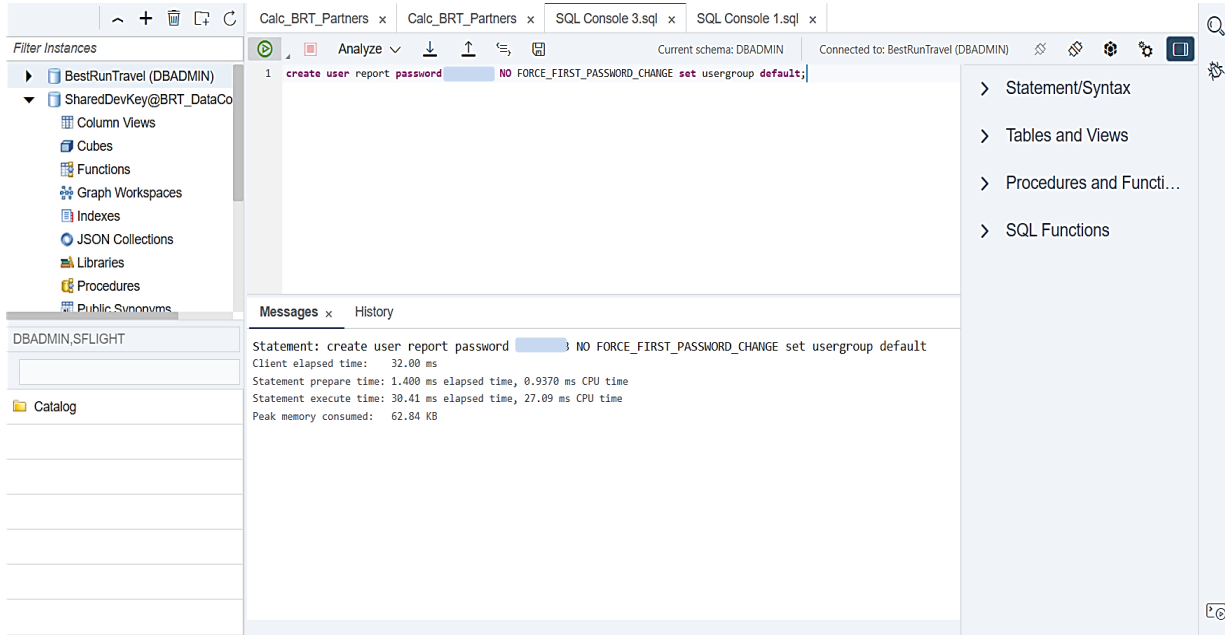 Calc_BRT_Partners x
Calc_BRT_Partners x
SQL Console 3.sql x
SQL Console 1.sql x
Filter Instances
Analyze
Current schema: DBADMIN
Connected to: BestRunTravel (DBADMIN)
BestRunTravel (DBADMIN)
SharedDevKey@BRT_DataCo
Column Views
Cubes
Functions
Graph Workspaces
Indexes
JSON Collections
Libraries
Procedures
Public Synonyms
DBADMIN,SFLIGHT
Catalog
1 create user report password NO FORCE_FIRST_PASSWORD_CHANGE set usergroup default;
Statement/Syntax
Tables and Views
Procedures and Functi...
SQL Functions
Messages x
History
Statement: create user report password NO FORCE_FIRST_PASSWORD_CHANGE set usergroup default
Client elapsed time: 32.00 ms
Statement prepare time: 1.400 ms elapsed time, 0.9370 ms CPU time
Statement execute time: 30.41 ms elapsed time, 27.09 ms CPU time
Peak memory consumed: 62.84 KB